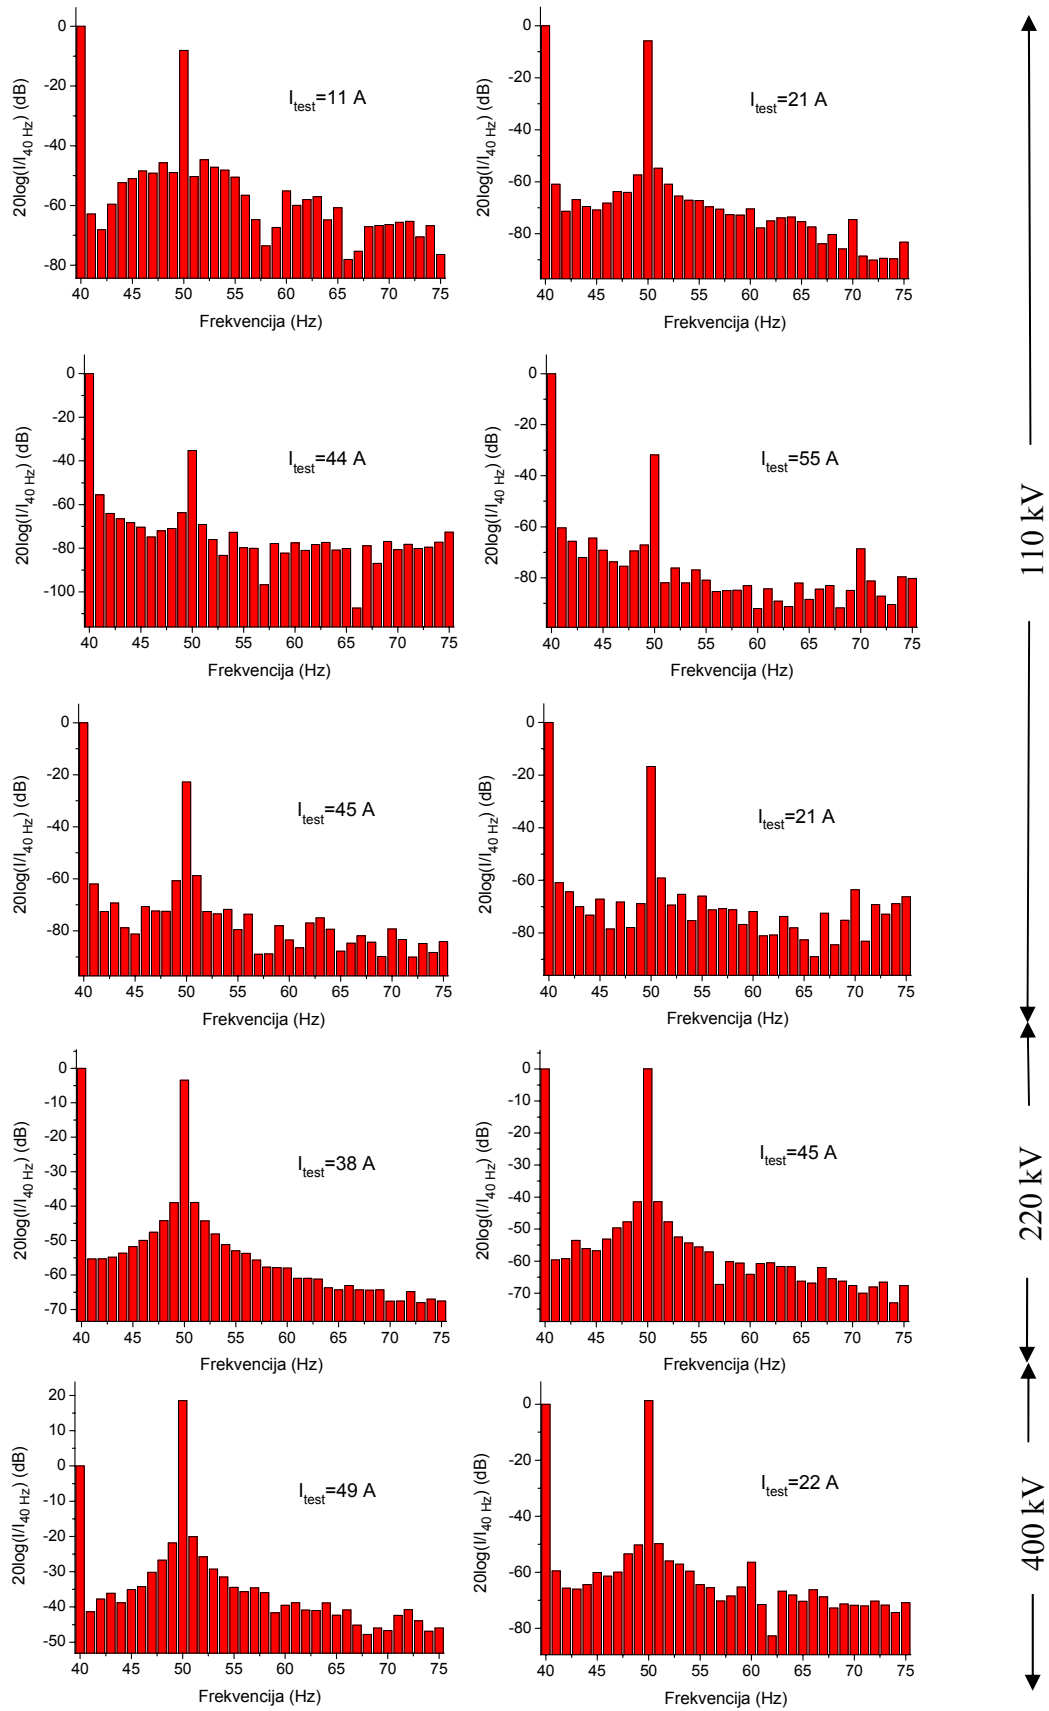 20log(I/I40 Hz) (dB)
0
-20
-40
-60
-80
Itest=11 A
40 45 50 55 60 65 70 75
Frekvencija (Hz)
20log(I/I40 Hz) (dB)
0
-20
-40
-60
-80
Itest=21 A
40 45 50 55 60 65 70 75
Frekvencija (Hz)
20log(I/I40 Hz) (dB)
0
-20
-40
-60
-80
-100
Itest=44 A
40 45 50 55 60 65 70 75
Frekvencija (Hz)
20log(I/I40 Hz) (dB)
0
-20
-40
-60
-80
Itest=55 A
40 45 50 55 60 65 70 75
Frekvencija (Hz)
20log(I/I40 Hz) (dB)
0
-20
-40
-60
-80
Itest=45 A
40 45 50 55 60 65 70 75
Frekvencija (Hz)
20log(I/I40 Hz) (dB)
0
-20
-40
-60
-80
Itest=21 A
40 45 50 55 60 65 70 75
Frekvencija (Hz)
110 kV
20log(I/I40 Hz) (dB)
0
-10
-20
-30
-40
-50
-60
-70
Itest=38 A
40 45 50 55 60 65 70 75
Frekvencija (Hz)
20log(I/I40 Hz) (dB)
0
-10
-20
-30
-40
-50
-60
-70
Itest=45 A
40 45 50 55 60 65 70 75
Frekvencija (Hz)
220 kV
20log(I/I40 Hz) (dB)
20
10
0
-10
-20
-30
-40
-50
Itest=49 A
40 45 50 55 60 65 70 75
Frekvencija (Hz)
20log(I/I40 Hz) (dB)
0
-20
-40
-60
-80
Itest=22 A
40 45 50 55 60 65 70 75
Frekvencija (Hz)
400 kV